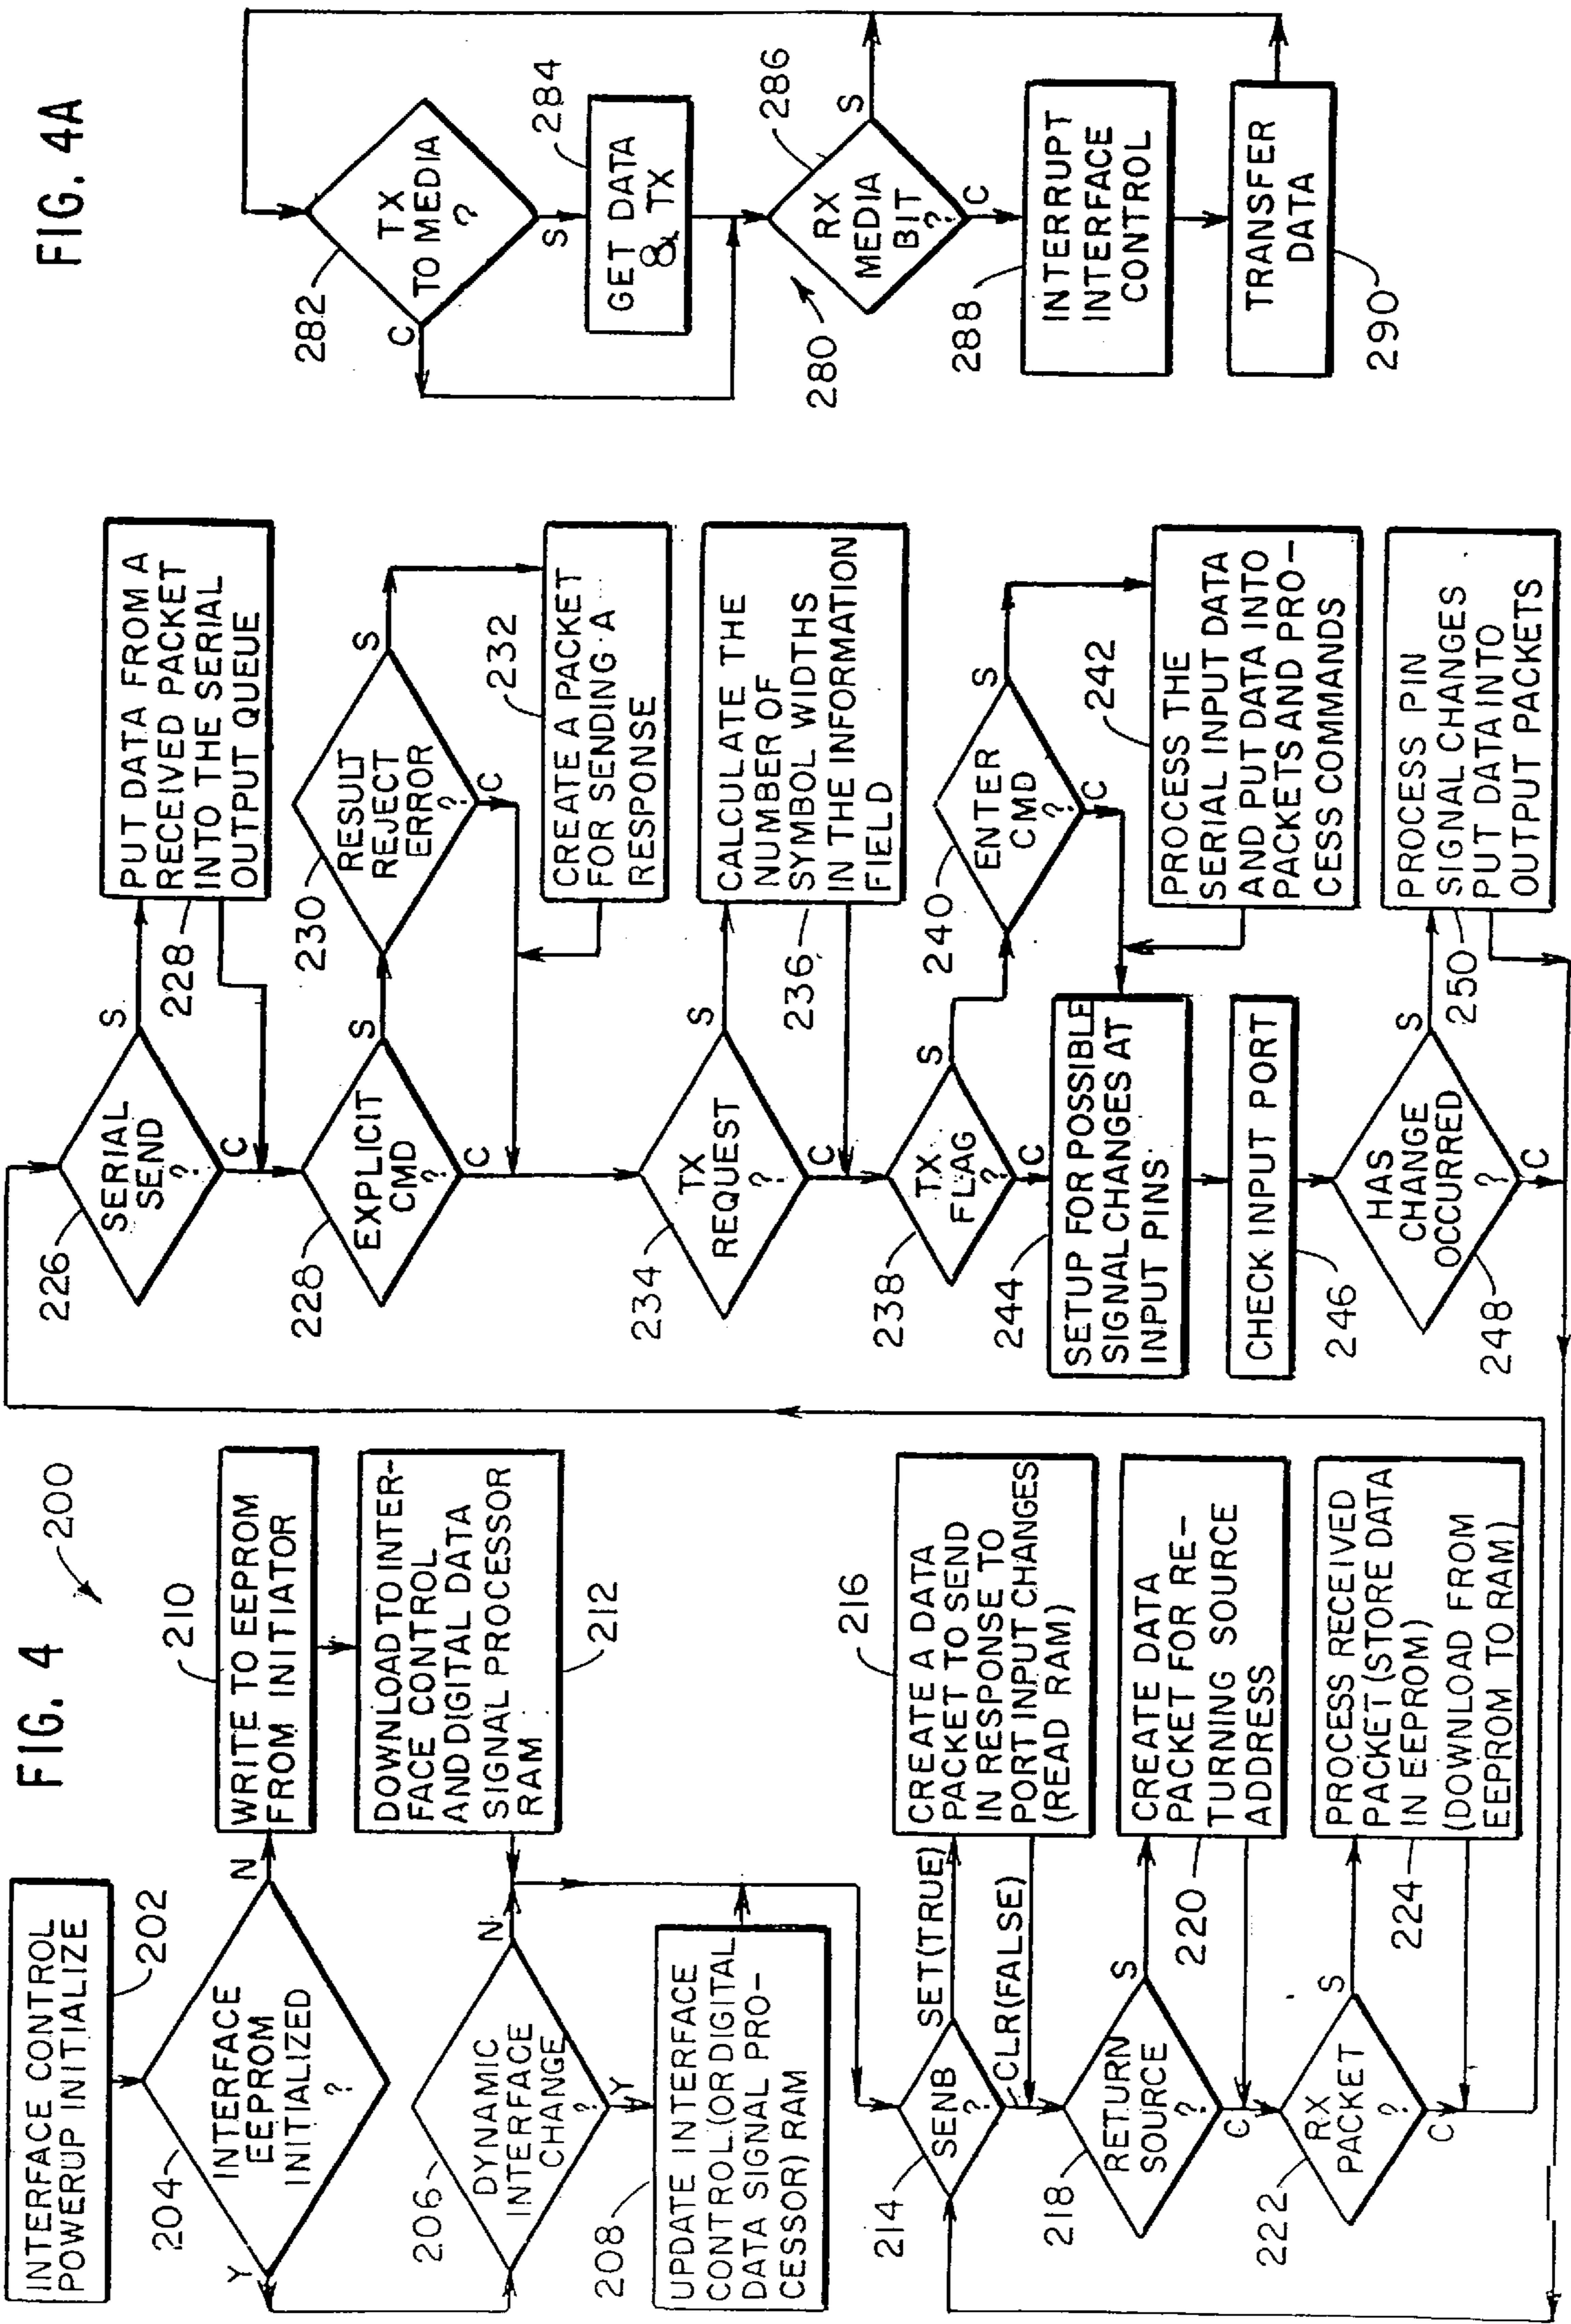 FIG. 4
200
INTERFACE CONTROL
POWERUP INITIALIZE
202
204
INTERFACE
EEPROM
INITIALIZED
?
N
Y
210
WRITE TO EEPROM
FROM INITIATOR
DOWNLOAD TO INTER-
FACE CONTROL
AND DIGITAL DATA
SIGNAL PROCESSOR
RAM
212
206
DYNAMIC
INTERFACE
CHANGE
?
N
Y
208
UPDATE INTERFACE
CONTROL (OR DIGITAL
DATA SIGNAL PRO-
CESSOR) RAM
214
SENB
?
SET(TRUE)
CLR(FALSE)
216
CREATE A DATA
PACKET TO SEND
IN RESPONSE TO
PORT INPUT CHANGES
(READ RAM)
218
RETURN
SOURCE
?
S
C
220
CREATE DATA
PACKET FOR RE-
TURNING SOURCE
ADDRESS
222
RX
PACKET
?
S
C
224
PROCESS RECEIVED
PACKET (STORE DATA
IN EEPROM)
(DOWNLOAD FROM
EEPROM TO RAM)
226
SERIAL
SEND
?
S
C
228
PUT DATA FROM A
RECEIVED PACKET
INTO THE SERIAL
OUTPUT QUEUE
228
EXPLICIT
CMD
?
S
C
230
RESULT
REJECT
ERROR
?
S
C
232
CREATE A PACKET
FOR SENDING A
RESPONSE
234
TX
REQUEST
?
S
C
236
CALCULATE THE
NUMBER OF
SYMBOL WIDTHS
IN THE INFORMATION
FIELD
238
TX
FLAG
?
S
C
240
ENTER
CMD
?
S
C
242
PROCESS THE
SERIAL INPUT DATA
AND PUT DATA INTO
PACKETS AND PRO-
CESS COMMANDS
244
SETUP FOR POSSIBLE
SIGNAL CHANGES AT
INPUT PINS
CHECK INPUT PORT
246
HAS
CHANGE
OCCURRED
?
248
S
C
250
PROCESS PIN
SIGNAL CHANGES
PUT DATA INTO
OUTPUT PACKETS
FIG. 4A
282
TX
TO MEDIA
?
C
S
284
GET DATA
& TX
280
286
RX
MEDIA
BIT
?
S
C
288
INTERRUPT
INTERFACE
CONTROL
TRANSFER
DATA
290